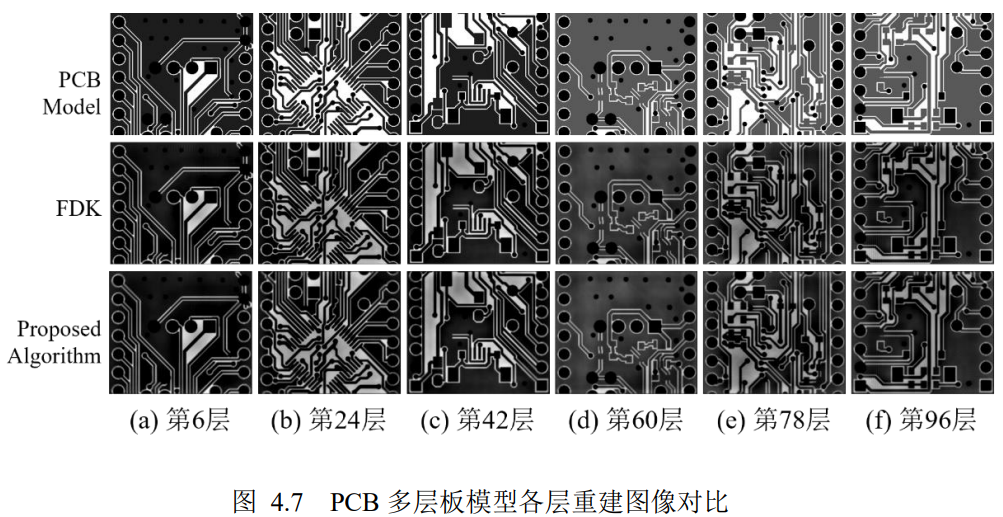 PCB
Model
FDK
Proposed
Algorithm
(a) 第6层 (b) 第24层 (c) 第42层 (d) 第60层 (e) 第78层 (f) 第96层
图 4.7 PCB 多层板模型各层重建图像对比